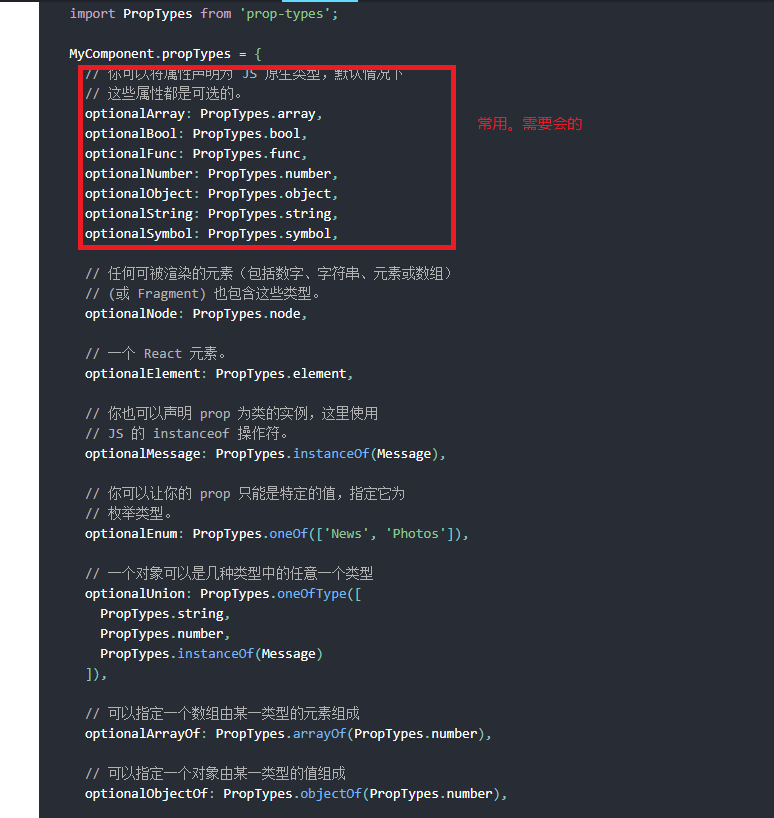 import PropTypes from 'prop-types';
MyComponent.propTypes = {
// 你可以将属性声明为 JS 原生类型，默认情况下
// 这些属性都是可选的。
optionalArray: PropTypes.array,
optionalBool: PropTypes.bool,
常用。需要会的
optionalFunc: PropTypes.func,
optionalNumber: PropTypes.number,
optionalObject: PropTypes.object,
optionalString: PropTypes.string,
optionalSymbol: PropTypes.symbol,
// 任何可被渲染的元素（包括数字、字符串、元素或数组）
// (或 Fragment) 也包含这些类型。
optionalNode: PropTypes.node,
// 一个 React 元素。
optionalElement: PropTypes.element,
// 你也可以声明 prop 为类的实例，这里使用
// JS 的 instanceof 操作符。
optionalMessage: PropTypes.instanceOf(Message),
// 你可以让你的 prop 只能是特定的值，指定它为
// 枚举类型。
optionalEnum: PropTypes.oneOf(['News', 'Photos']),
// 一个对象可以是几种类型中的任意一个类型
optionalUnion: PropTypes.oneOfType([
PropTypes.string,
PropTypes.number,
PropTypes.instanceOf(Message)
]),
// 可以指定一个数组由某一类型的元素组成
optionalArrayOf: PropTypes.arrayOf(PropTypes.number),
// 可以指定一个对象由某一类型的值组成
optionalObjectOf: PropTypes.objectOf(PropTypes.number),